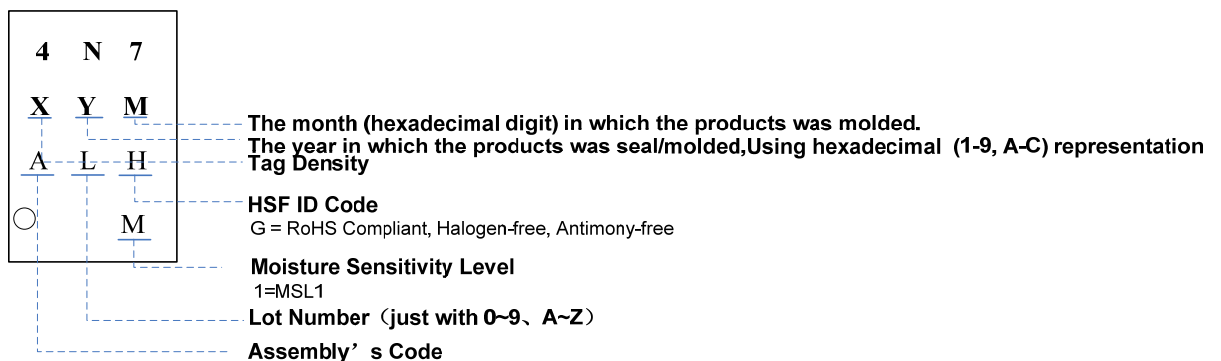 4 N 7
X Y M
The month (hexadecimal digit) in which the products was molded.
The year in which the products was seal/molded,Using hexadecimal (1-9, A-C) representation
A L H
Tag Density
HSF ID Code
M
G = RoHS Compliant, Halogen-free, Antimony-free
Moisture Sensitivity Level
1=MSL1
Lot Number（just with 0~9、A~Z）
Assembly’s Code